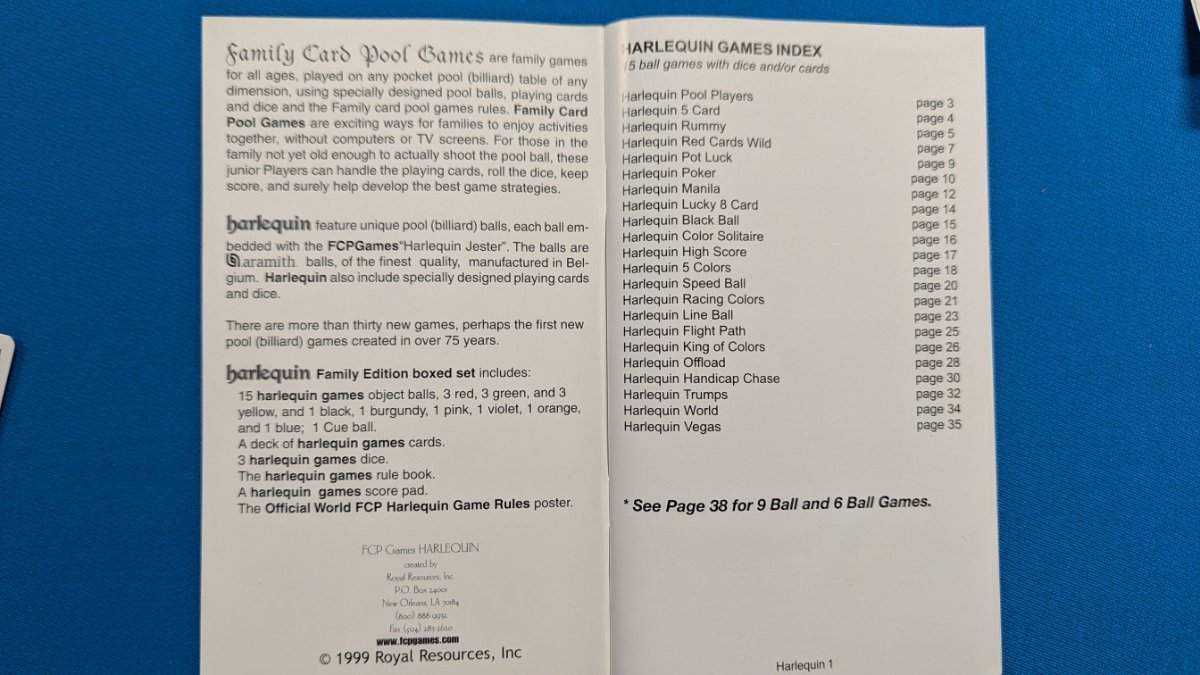 Family Card Pool Games are family games
for all ages, played on any pocket pool (billiard) table of any
dimension, using specially designed pool balls, playing cards
and dice and the Family card pool games rules. Family Card
Pool Games are exciting ways for families to enjoy activities
together, without computers or TV screens. For those in the
family not yet old enough to actually shoot the pool ball, these
junior Players can handle the playing cards, roll the dice, keep
score, and surely help develop the best game strategies.
harlequin feature unique pool (billiard) balls, each ball em-
bedded with the FCPGames"Harlequin Jester". The balls are
aramith balls, of the finest quality, manufactured in Bel-
gium. Harlequin also include specially designed playing cards
and dice.
There are more than thirty new games, perhaps the first new
pool (billiard) games created in over 75 years.
harlequin Family Edition boxed set includes:
15 harlequin games object balls, 3 red, 3 green, and 3
yellow, and 1 black, 1 burgundy, 1 pink, 1 violet, 1 orange,
and 1 blue; 1 Cue ball.
A deck of harlequin games cards.
3 harlequin games dice.
The harlequin games rule book.
A harlequin games score pad.
The Official World FCP Harlequin Game Rules poster.
FCP Games HARLEQUIN
created by
Royal Resources, Inc
P.O. Box 24001
New Orleans, LA 70184
(800) 888-9932
Fax (504) 283-2620
www.fcpgames.com
© 1999 Royal Resources, Inc
HARLEQUIN GAMES INDEX
15 ball games with dice and/or cards
Harlequin Pool Players page 3
Harlequin 5 Card page 4
Harlequin Rummy page 5
Harlequin Red Cards Wild page 7
Harlequin Pot Luck page 9
Harlequin Poker page 10
Harlequin Manila page 12
Harlequin Lucky 8 Card page 14
Harlequin Black Ball page 15
Harlequin Color Solitaire page 16
Harlequin High Score page 17
Harlequin 5 Colors page 18
Harlequin Speed Ball page 20
Harlequin Racing Colors page 21
Harlequin Line Ball page 23
Harlequin Flight Path page 25
Harlequin King of Colors page 26
Harlequin Offload page 28
Harlequin Handicap Chase page 30
Harlequin Trumps page 32
Harlequin World page 34
Harlequin Vegas page 35
* See Page 38 for 9 Ball and 6 Ball Games.
Harlequin 1